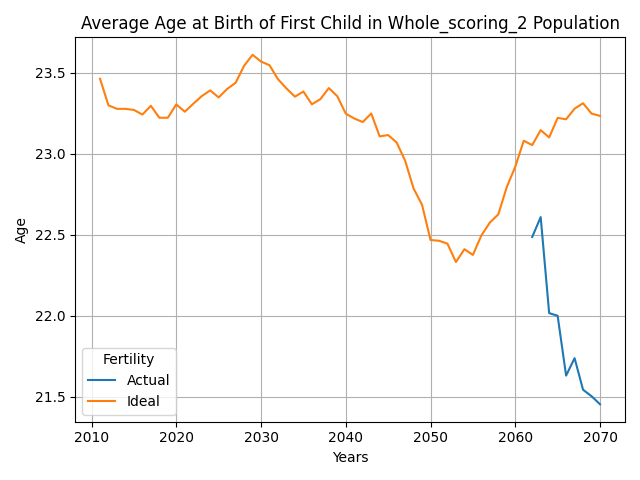 Average Age at Birth of First Child in Whole_scoring_2 Population
23.5
23.0
22.5
22.0
21.5
Age
Fertility
Actual
Ideal
2010 2020 2030 2040 2050 2060 2070
Years